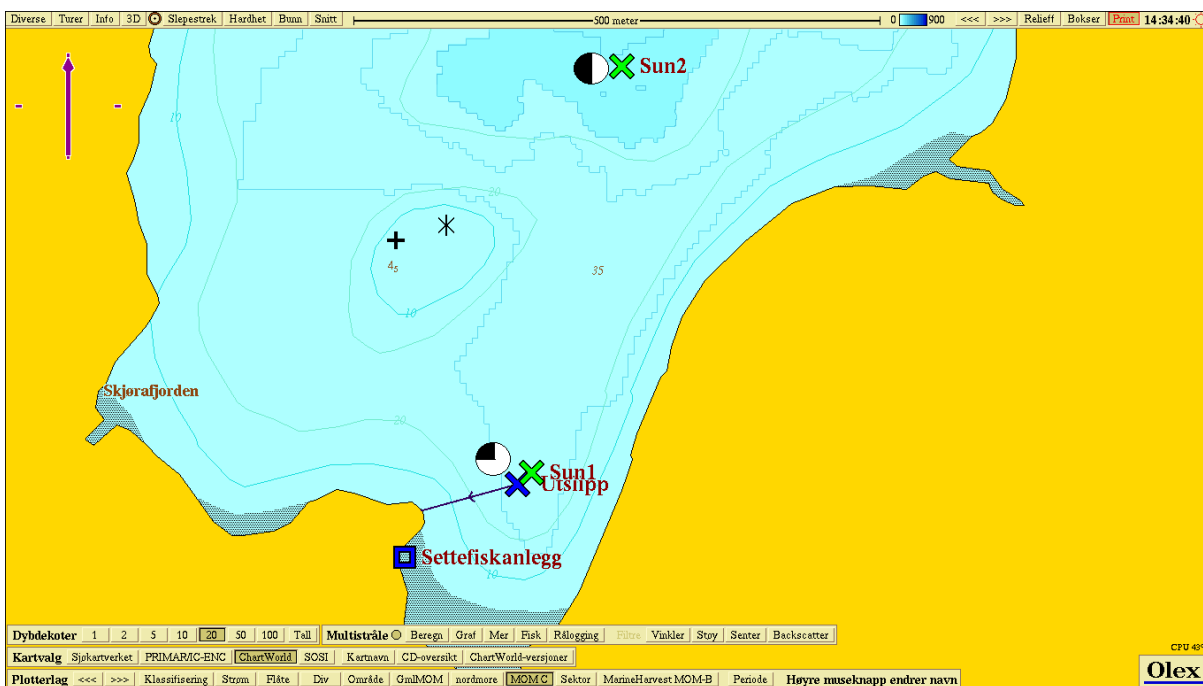 Diverse Turer Info 3D Slepestrek Hardhet Bunn Snitt 500 meter 0 900 <<< >>> Relieff Bokser Print 14:34:40
Sun2
10
20
35
4 5
10
Skjørafjorden
20
Sun1
Utslipp
Settefiskanlegg
10
Dybdekoter 1 2 5 10 20 50 100 Tall Multistråle Beregn Graf Mer Fisk Rålogging Filtre Vinkler Støy Senter Backscatter
CPU 43°
Kartvalg Sjøkartverket PRIMAR/IC-ENC ChartWorld SOSI Kartnavn CD-oversikt ChartWorld-versjoner
Olex
Plotterlag <<< >>> Klassifisering Strøm Flåte Div Område GmlMOM nordmore MOM C Sektor MarineHarvest MOM-B Periode Høyre museknapp endrer navn